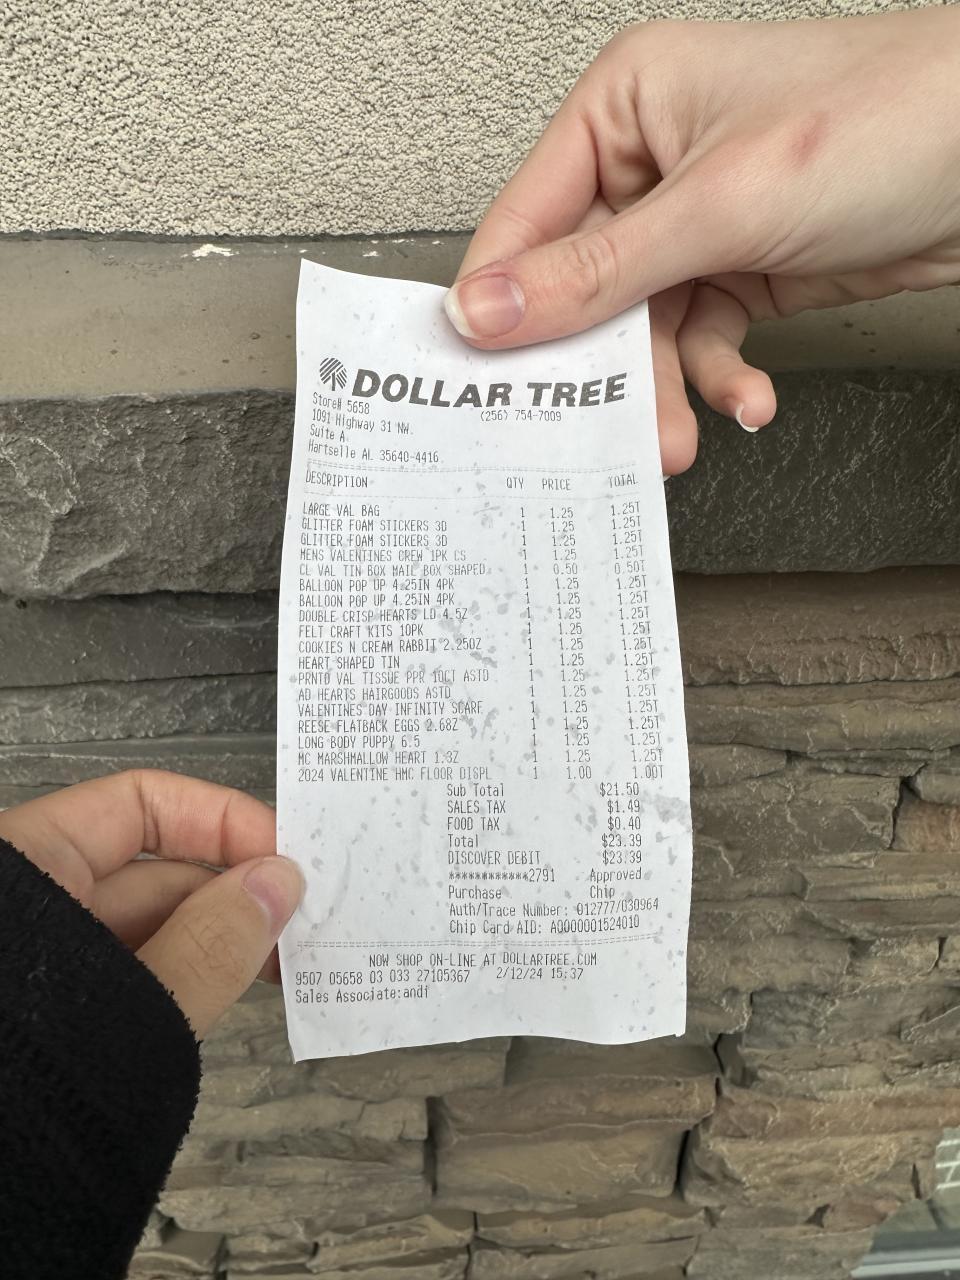 DOLLAR TREE
Store# 5658 (256) 754-7009
1091 Highway 31 NW.
Suite A
Hartselle AL 35640-4416
DESCRIPTION QTY PRICE TOTAL
LARGE VAL BAG 1 1.25 1.25T
GLITTER FOAM STICKERS 3D 1 1.25 1.25T
GLITTER FOAM STICKERS 3D 1 1.25 1.25T
MENS VALENTINES CREW 1PK CS 1 1.25 1.25T
CL VAL TIN BOX MAIL BOX SHAPED 1 0.50 0.50T
BALLOON POP UP 4.25IN 4PK 1 1.25 1.25T
BALLOON POP UP 4.25IN 4PK 1 1.25 1.25T
DOUBLE CRISP HEARTS LD 4.5Z 1 1.25 1.25T
FELT CRAFT KITS 10PK 1 1.25 1.25T
COOKIES N CREAM RABBIT 2.25OZ 1 1.25 1.25T
HEART SHAPED TIN 1 1.25 1.25T
PRNTD VAL TISSUE PPR 10CT ASTD 1 1.25 1.25T
AD HEARTS HAIRGOODS ASTD 1 1.25 1.25T
VALENTINES DAY INFINITY SCARF 1 1.25 1.25T
REESE FLATBACK EGGS 2.68Z 1 1.25 1.25T
LONG BODY PUPPY 6.5 1 1.25 1.25T
MC MARSHMALLOW HEART 1.3Z 1 1.25 1.25T
2024 VALENTINE HMC FLOOR DISPL 1 1.00 1.00T
Sub Total $21.50
SALES TAX $1.49
FOOD TAX $0.40
Total $23.39
DISCOVER DEBIT $23.39
************2791 Approved
Purchase Chip
Auth/Trace Number: 012777/030964
Chip Card AID: A0000001524010
NOW SHOP ON-LINE AT DOLLARTREE.COM
9507 05658 03 033 27105367 2/12/24 15:37
Sales Associate:andi